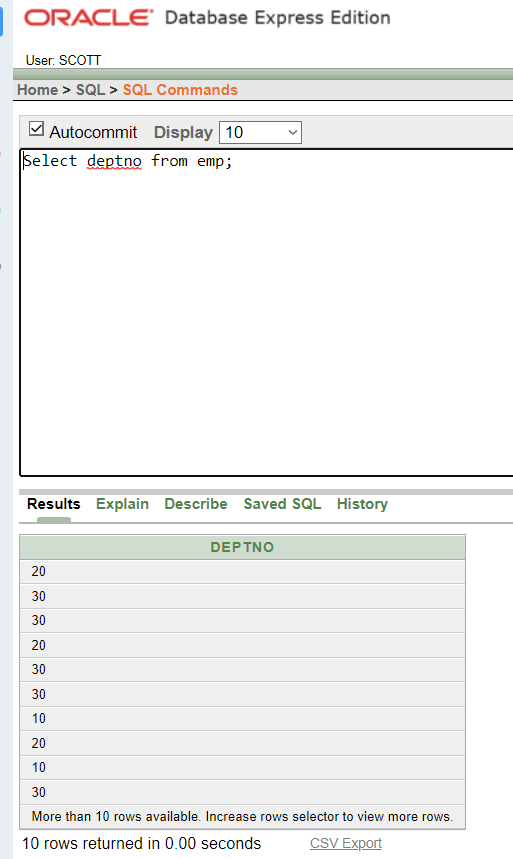 ORACLE® Database Express Edition
User: SCOTT
Home > SQL > SQL Commands
Autocommit Display 10
Select deptno from emp;
Results Explain Describe Saved SQL History
DEPTNO
20
30
30
20
30
30
10
20
10
30
More than 10 rows available. Increase rows selector to view more rows.
10 rows returned in 0.00 seconds CSV Export